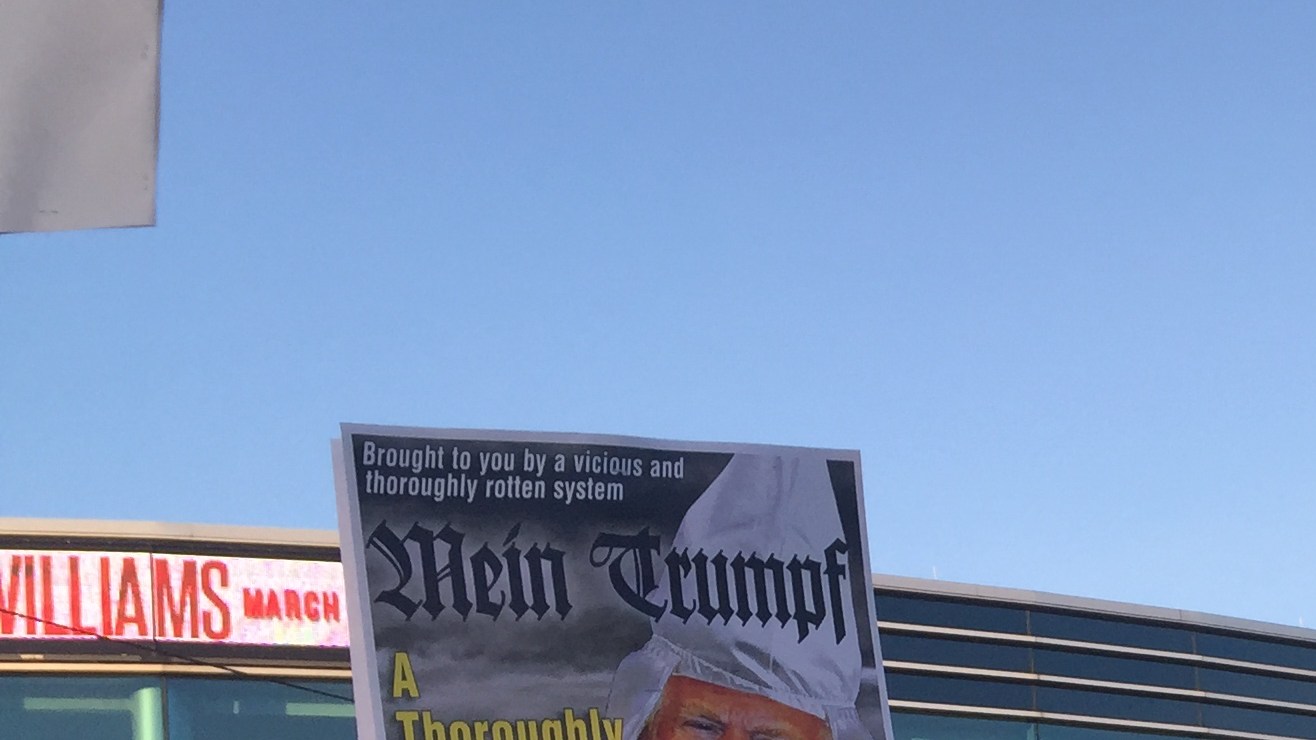 Brought to you by a vicious and
thoroughly rotten system
Mein Trumpf
WILLIAMS MARCH
A
Thoroughly